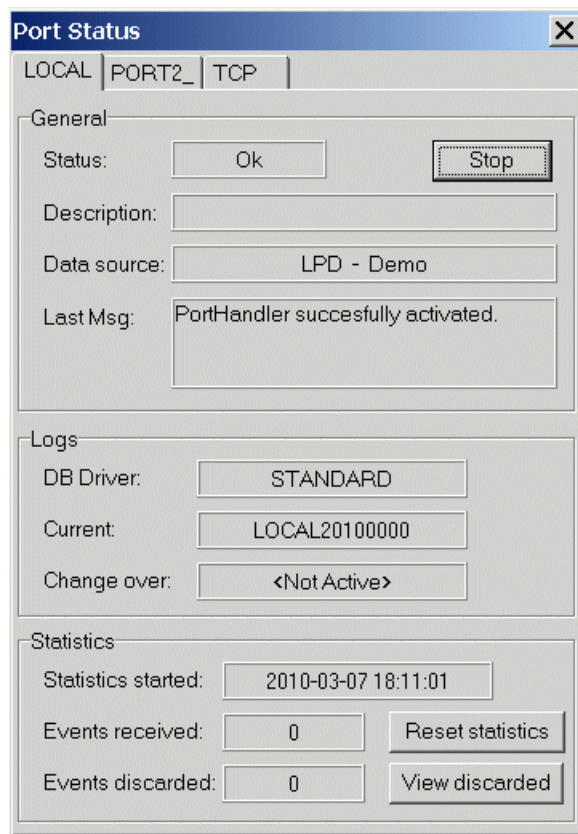 Port Status
LOCAL PORT2_ TCP
General
Status: Ok Stop
Description:
Data source: LPD - Demo
Last Msg: PortHandler succesfully activated.
Logs
DB Driver: STANDARD
Current: LOCAL20100000
Change over: <Not Active>
Statistics
Statistics started: 2010-03-07 18:11:01
Events received: 0 Reset statistics
Events discarded: 0 View discarded